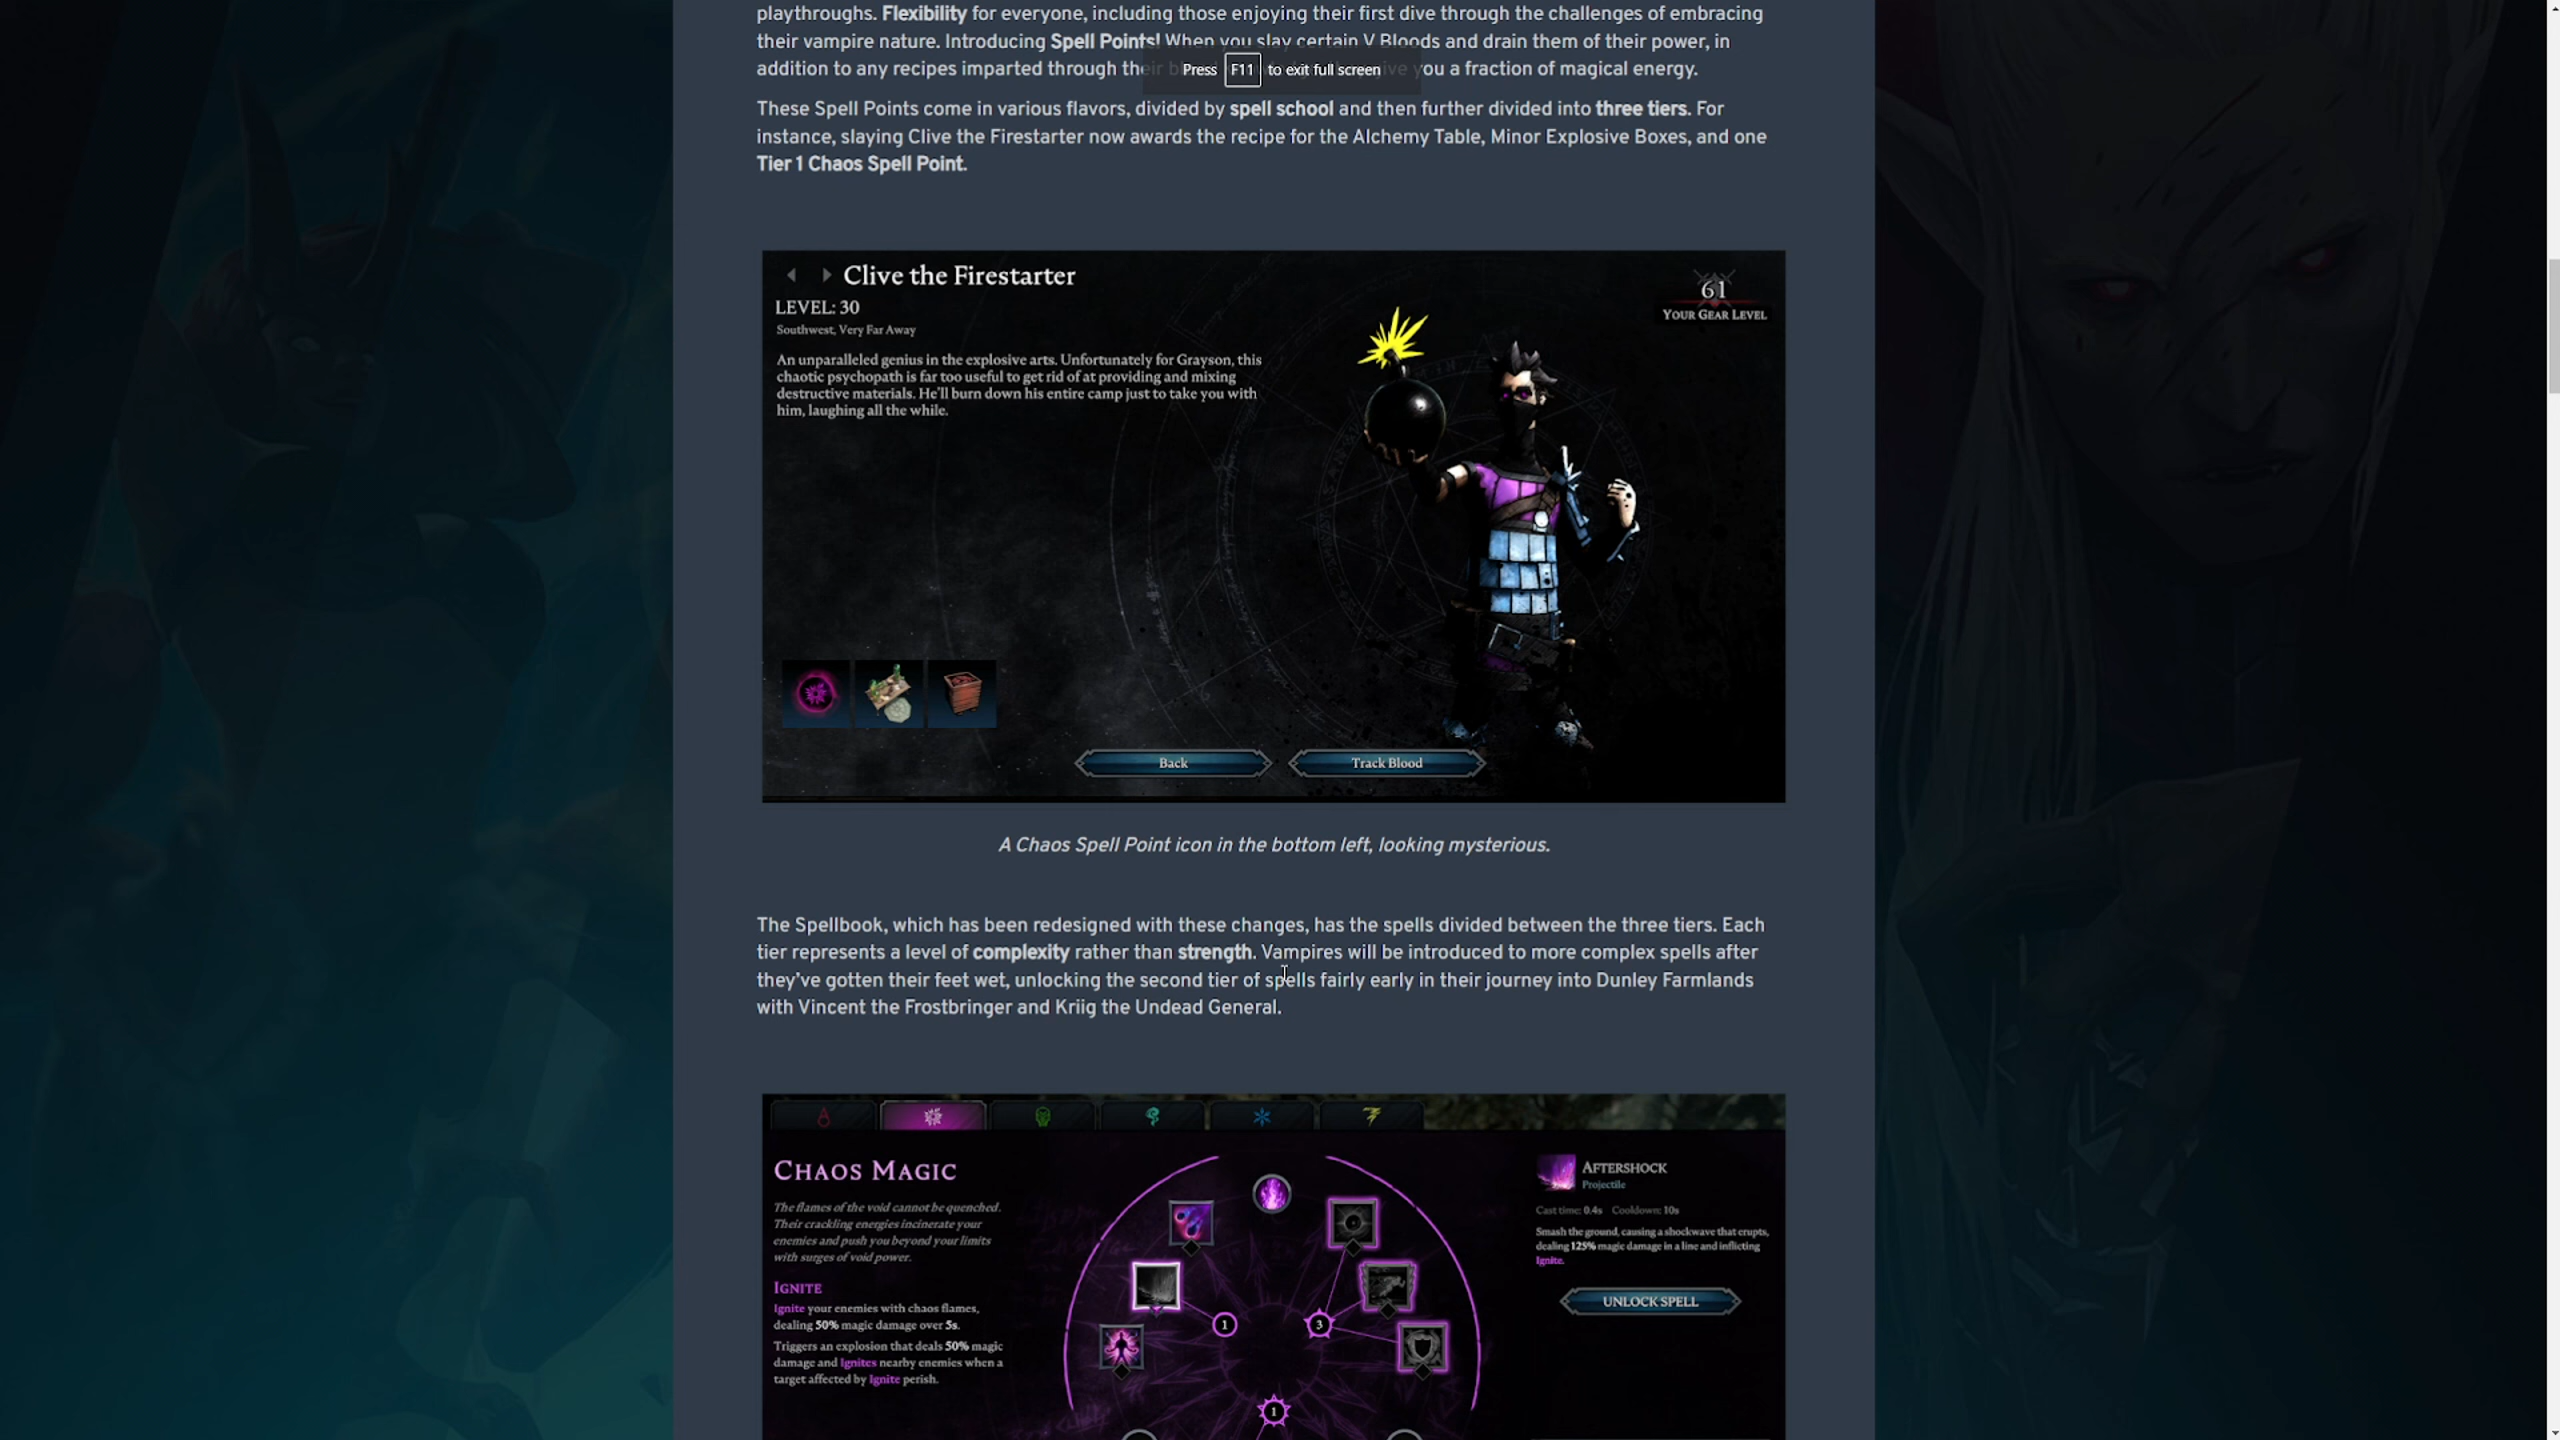 playthroughs. Flexibility for everyone, including those enjoying their first dive through the challenges of embracing
their vampire nature. Introducing Spell Points! When you slay certain V Bloods and drain them of their power, in
addition to any recipes imparted through their you a fraction of magical energy.
Press F11 to exit full screen
These Spell Points come in various flavors, divided by spell school and then further divided into three tiers. For
instance, slaying Clive the Firestarter now awards the recipe for the Alchemy Table, Minor Explosive Boxes, and one
Tier 1 Chaos Spell Point.
Clive the Firestarter
LEVEL: 30
Southwest, Very Far Away
61
YOUR GEAR LEVEL
An unparalleled genius in the explosive arts. Unfortunately for Grayson, this
chaotic psychopath is far too useful to get rid of at providing and mixing
destructive materials. He'll burn down his entire camp just to take you with
him, laughing all the while.
Back
Track Blood
A Chaos Spell Point icon in the bottom left, looking mysterious.
The Spellbook, which has been redesigned with these changes, has the spells divided between the three tiers. Each
tier represents a level of complexity rather than strength. Vampires will be introduced to more complex spells after
they've gotten their feet wet, unlocking the second tier of spells fairly early in their journey into Dunley Farmlands
with Vincent the Frostbringer and Kriig the Undead General.
CHAOS MAGIC
The flames of the void cannot be quenched.
Their crackling energies incinerate your
enemies and push you beyond your limits
with surges of void power.
IGNITE
Ignite your enemies with chaos flames,
dealing 50% magic damage over 5s.
Triggers an explosion that deals 50% magic
damage and Ignites nearby enemies when a
target affected by Ignite perish.
1
3
1
AFTERSHOCK
Projectile
Cast time: 0.4s Cooldown: 10s
Smash the ground, causing a shockwave that erupts,
dealing 125% magic damage in a line and inflicting
Ignite.
UNLOCK SPELL